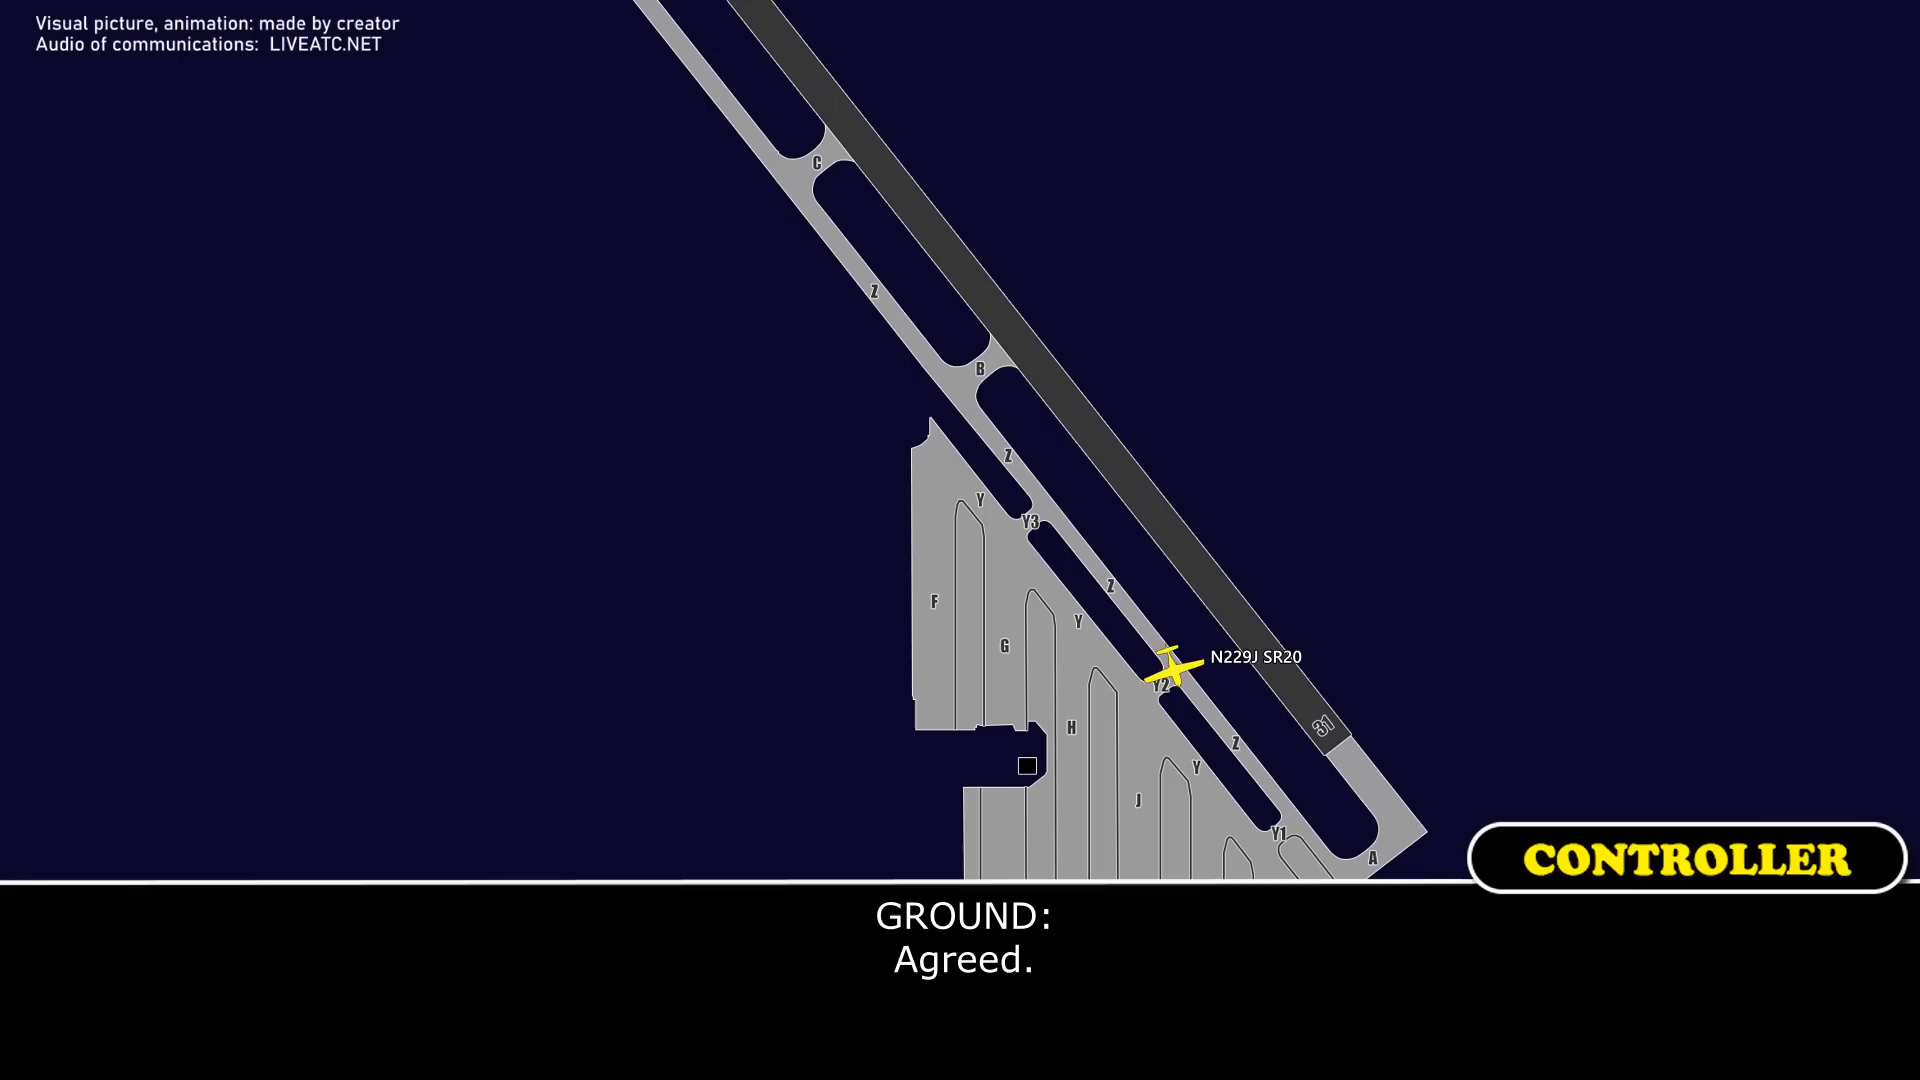 Visual picture, animation: made by creator
Audio of communications: LIVEATC.NET
C
Z
B
Z
Y
Y3
Z
F
Y
G
N229J SR20
Y2
H
31
Z
Y
J
Y1
A
CONTROLLER
GROUND:
Agreed.